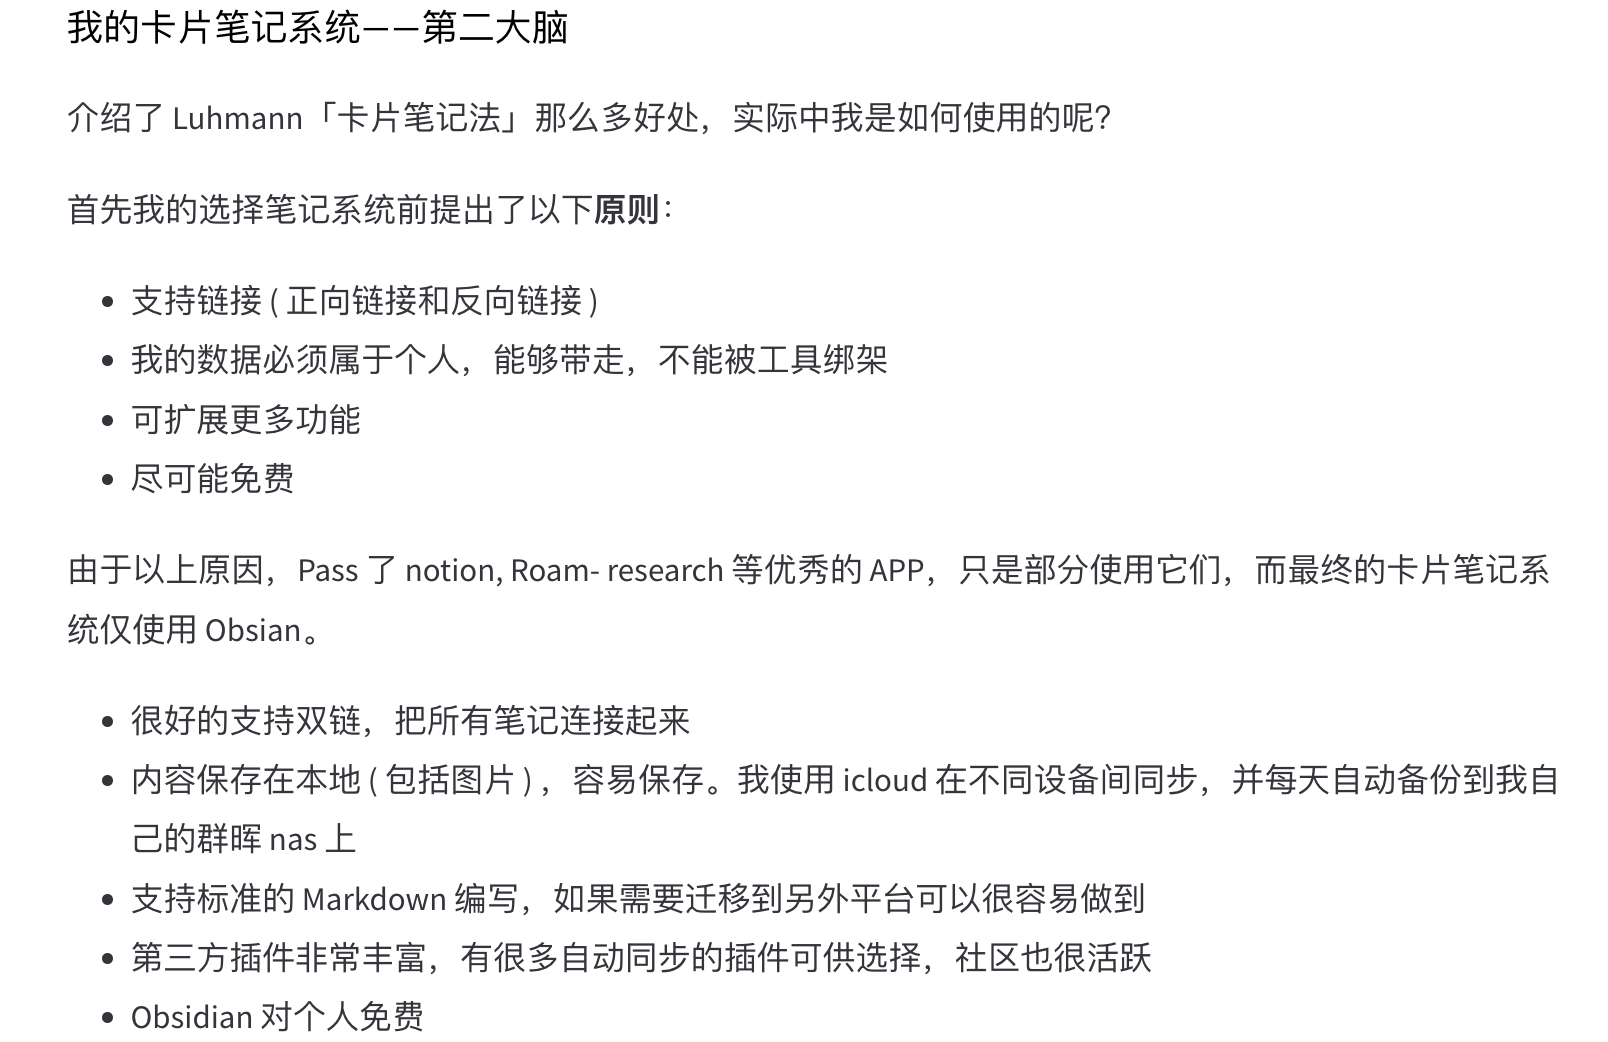 我的卡片笔记系统——第二大脑
介绍了 Luhmann「卡片笔记法」那么多好处，实际中我是如何使用的呢？
首先我的选择笔记系统前提出了以下原则：
• 支持链接 ( 正向链接和反向链接 )
• 我的数据必须属于个人，能够带走，不能被工具绑架
• 可扩展更多功能
• 尽可能免费
由于以上原因，Pass 了 notion, Roam- research 等优秀的 APP，只是部分使用它们，而最终的卡片笔记系
统仅使用 Obsian。
• 很好的支持双链，把所有笔记连接起来
• 内容保存在本地 ( 包括图片 ) ，容易保存。我使用 icloud 在不同设备间同步，并每天自动备份到我自
己的群晖 nas 上
• 支持标准的 Markdown 编写，如果需要迁移到另外平台可以很容易做到
• 第三方插件非常丰富，有很多自动同步的插件可供选择，社区也很活跃
• Obsidian 对个人免费